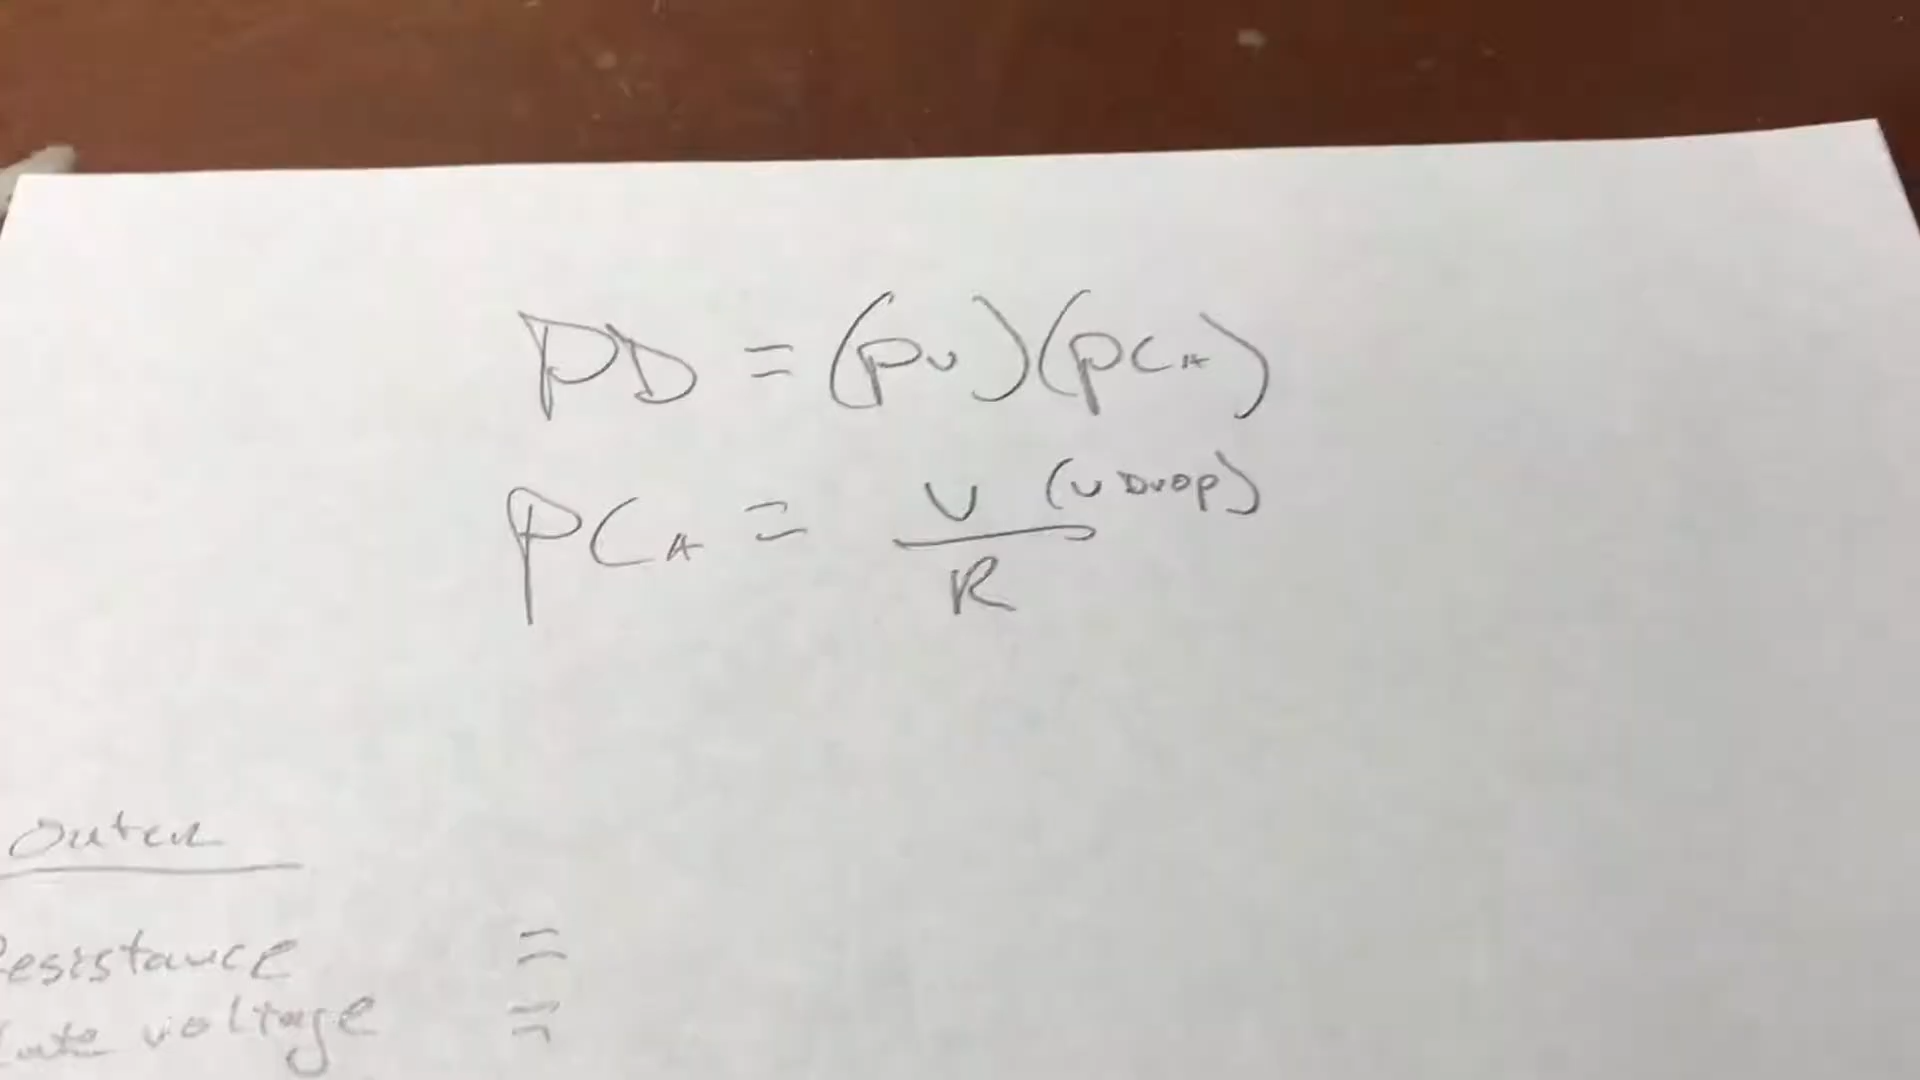 PD = (PV)(PCA)
PCA = V (V Drop)
R
Outer
Resistance =
voltage =